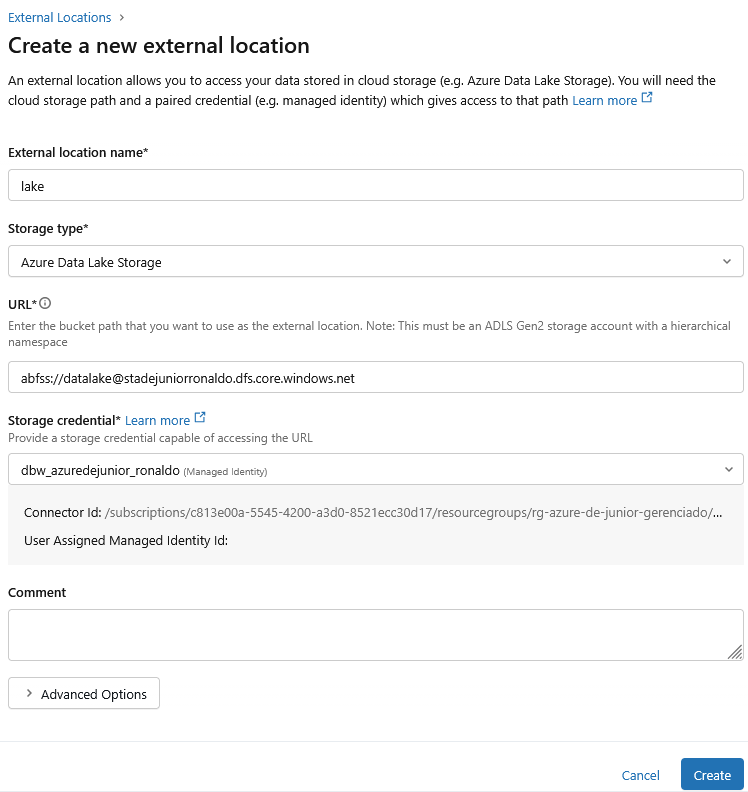 External Locations
Create a new external location
An external location allows you to access your data stored in cloud storage (e.g. Azure Data Lake Storage). You will need the
cloud storage path and a paired credential (e.g. managed identity) which gives access to that path Learn more
External location name*
lake
Storage type*
Azure Data Lake Storage
URL*
Enter the bucket path that you want to use as the external location. Note: This must be an ADLS Gen2 storage account with a hierarchical
namespace
abfss://datalake@stadejuniorronaldo.dfs.core.windows.net
Storage credential* Learn more
Provide a storage credential capable of accessing the URL
dbw_azuredejunior_ronaldo (Managed Identity)
Connector Id: /subscriptions/c813e00a-5545-4200-a3d0-8521ecc30d17/resourcegroups/rg-azure-de-junior-gerenciado/...
User Assigned Managed Identity Id:
Comment
Advanced Options
Cancel Create